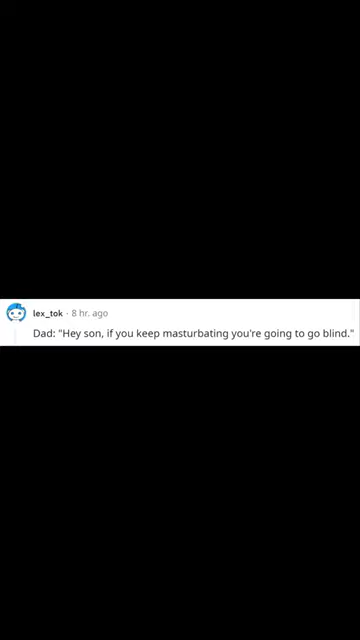 lex_tok · 8 hr. ago
Dad: "Hey son, if you keep masturbating you're going to go blind."